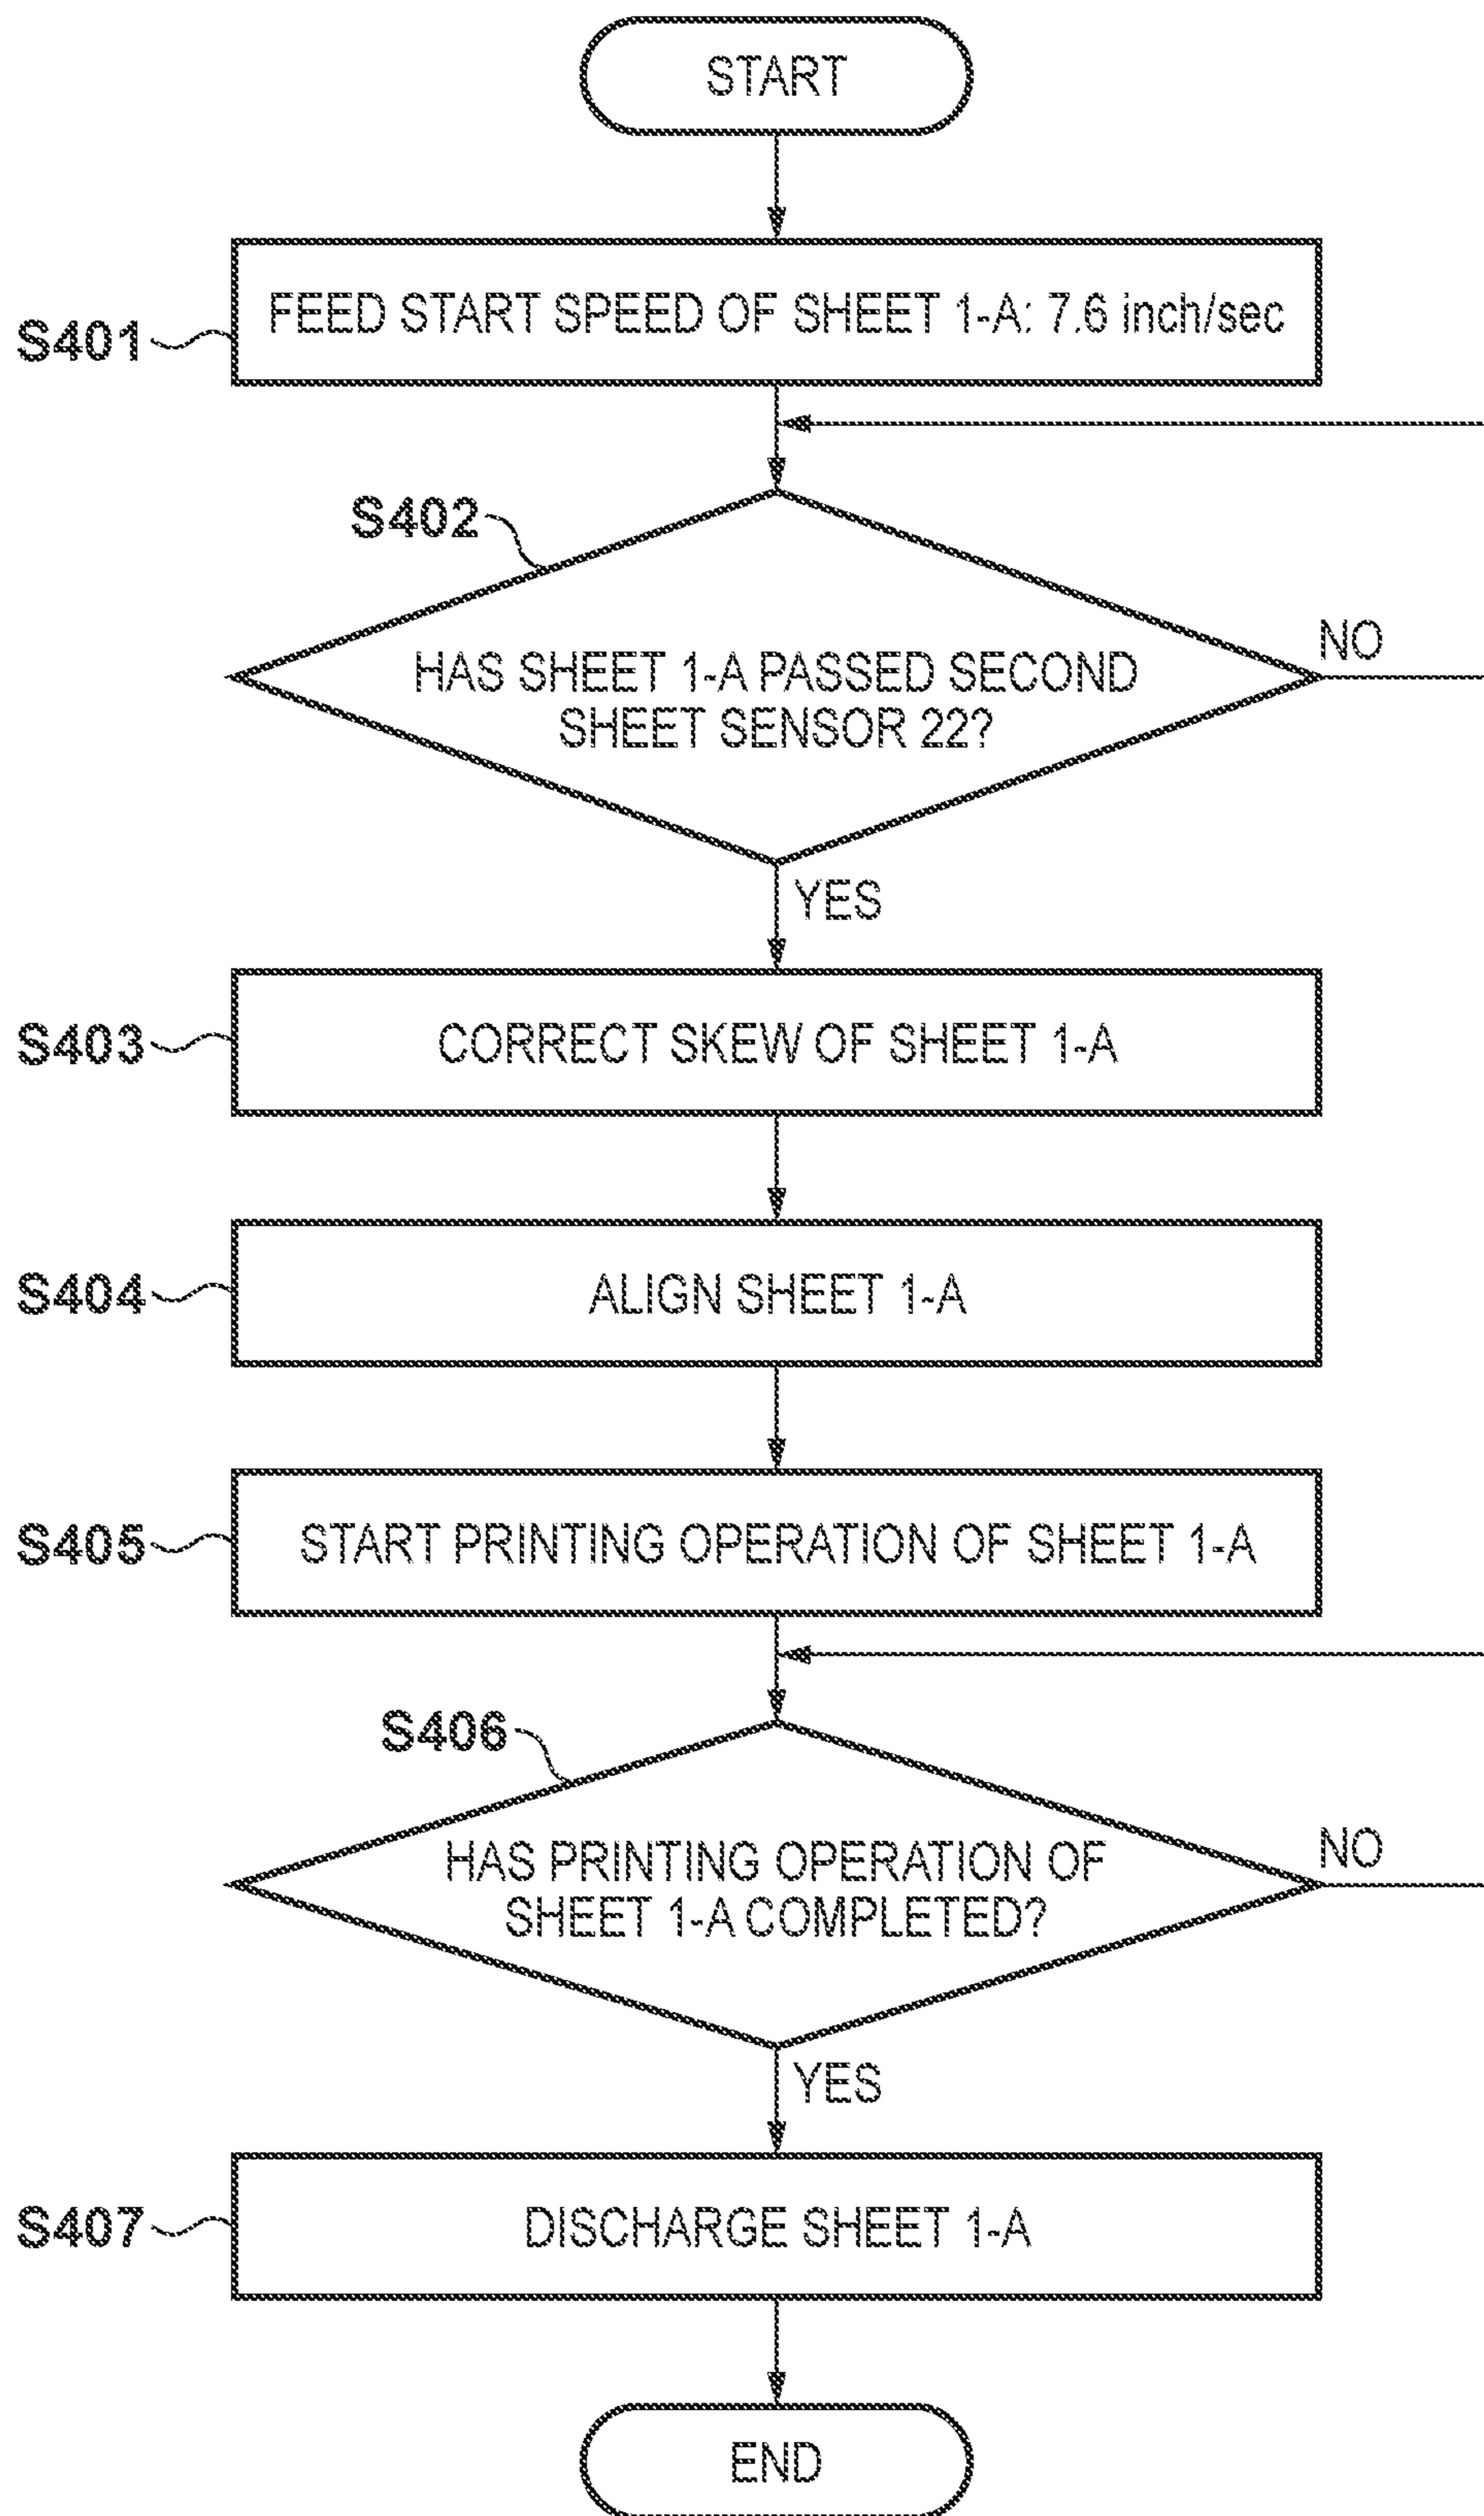 START
S401
FEED START SPEED OF SHEET 1-A: 7.6 inch/sec
S402
HAS SHEET 1-A PASSED SECOND
SHEET SENSOR 22?
NO
YES
S403
CORRECT SKEW OF SHEET 1-A
S404
ALIGN SHEET 1-A
S405
START PRINTING OPERATION OF SHEET 1-A
S406
HAS PRINTING OPERATION OF
SHEET 1-A COMPLETED?
NO
YES
S407
DISCHARGE SHEET 1-A
END